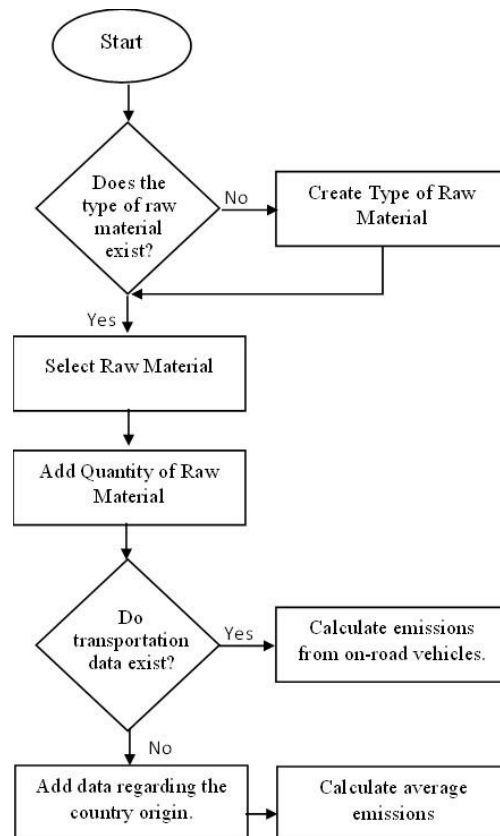 Start
Does the
type of raw
material
exist?
No
Create Type of Raw
Material
Yes
Select Raw Material
Add Quantity of Raw
Material
Do
transportation
data exist?
Yes
Calculate emissions
from on-road vehicles.
No
Add data regarding the
country origin.
Calculate average
emissions